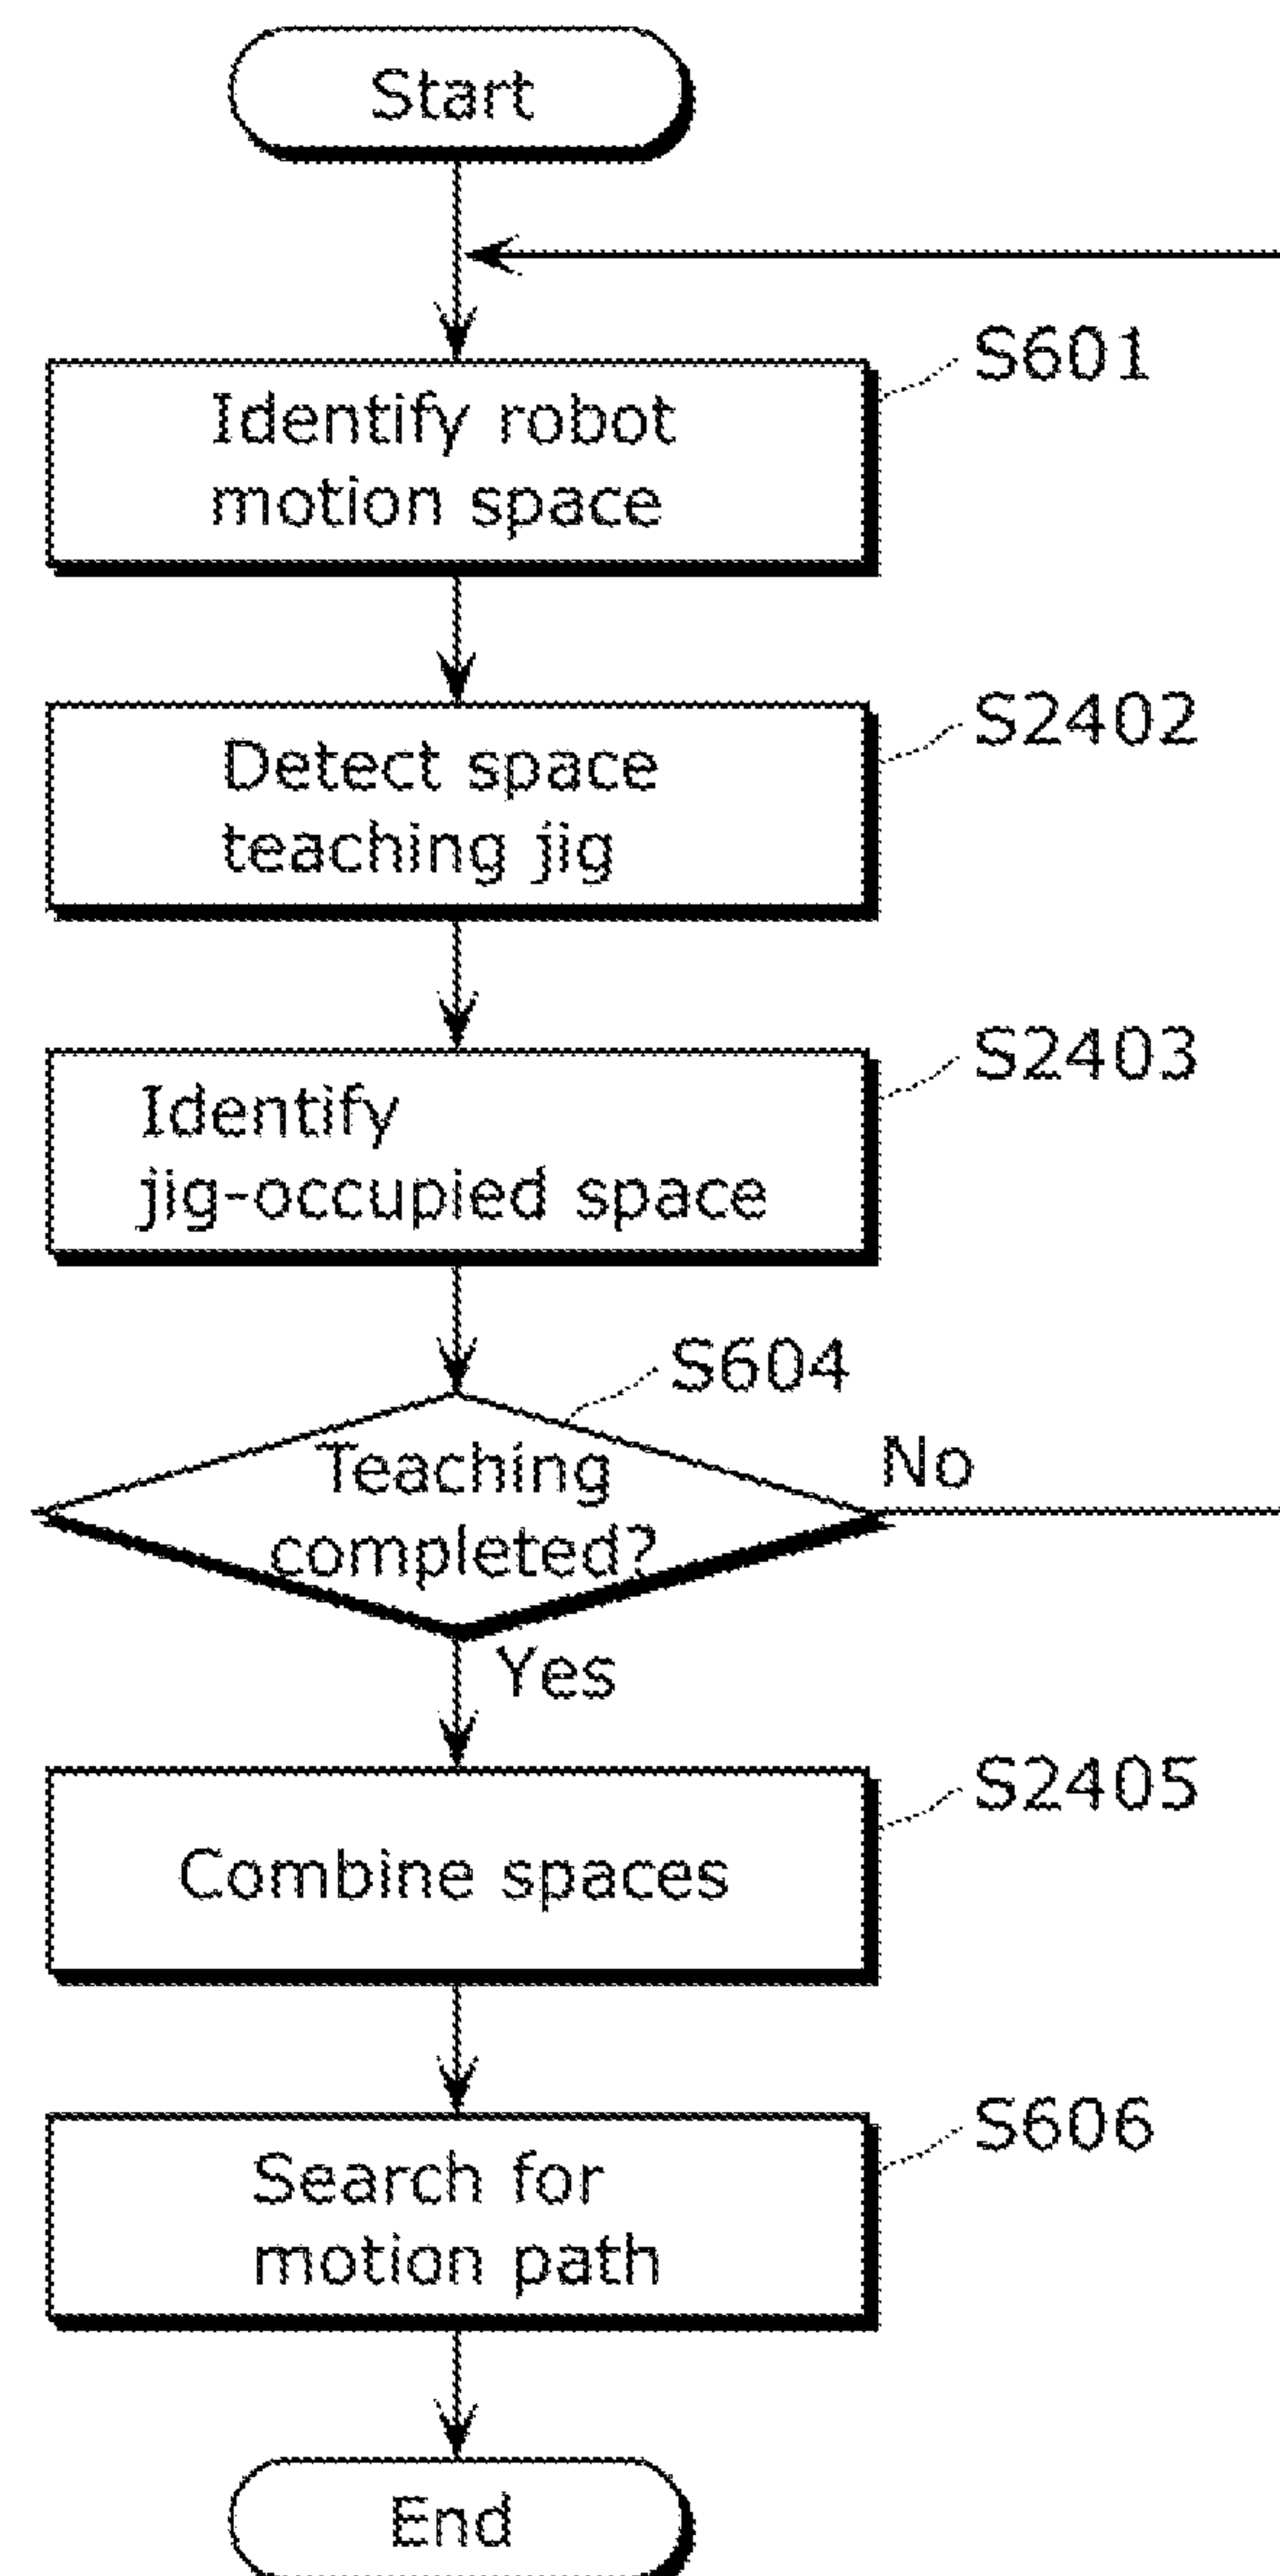 Start
S601
Identify robot
motion space
S2402
Detect space
teaching jig
S2403
Identify
jig-occupied space
S604
Teaching
completed?
No
Yes
S2405
Combine spaces
S606
Search for
motion path
End